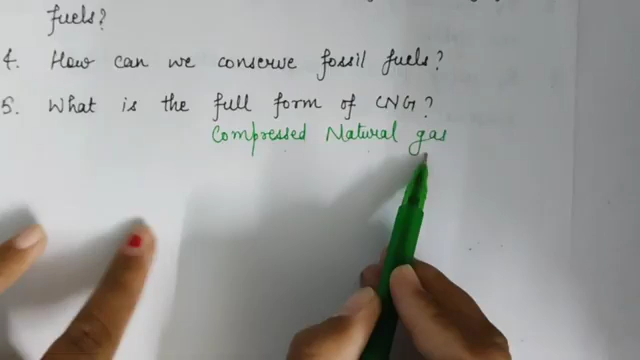 fuels?
4. How can we conserve fossil fuels?
5. What is the full form of CNG?
Compressed Natural gas